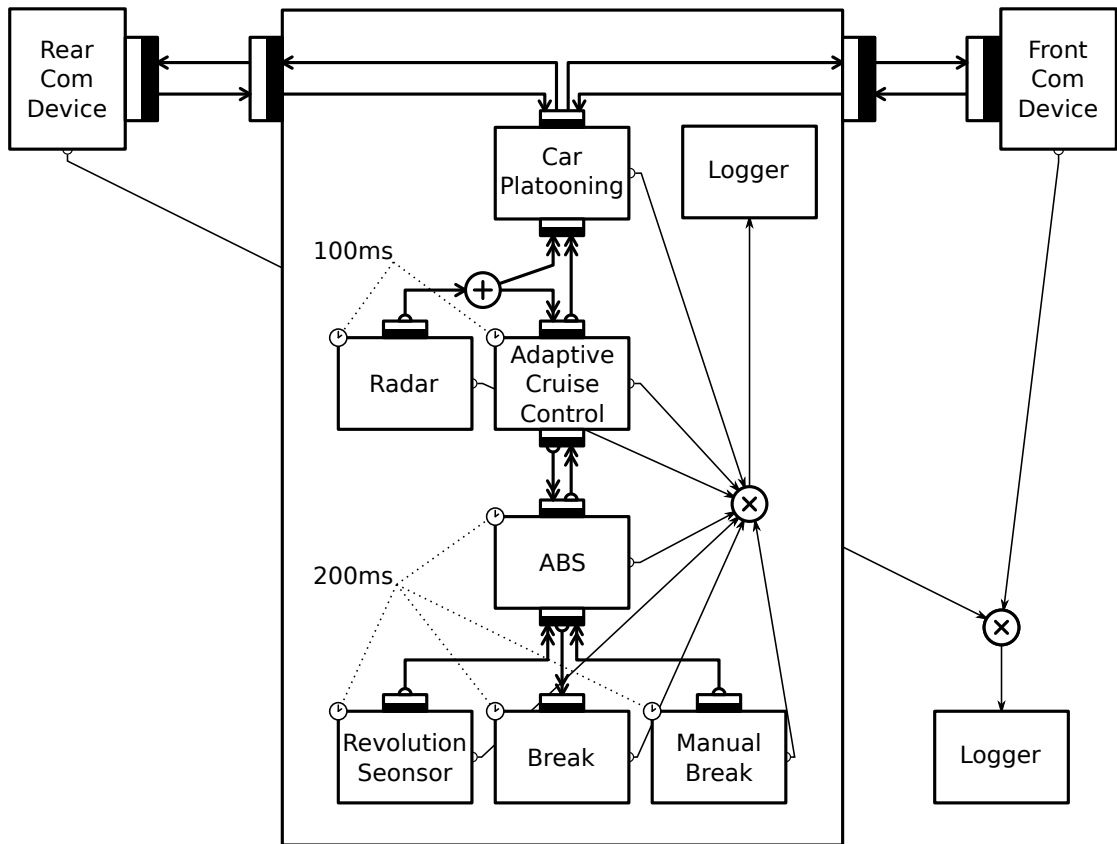 Rear
Com
Device
Front
Com
Device
Car
Platooning
Logger
100ms
Radar
Adaptive
Cruise
Control
ABS
200ms
Revolution
Seonsor
Break
Manual
Break
Logger